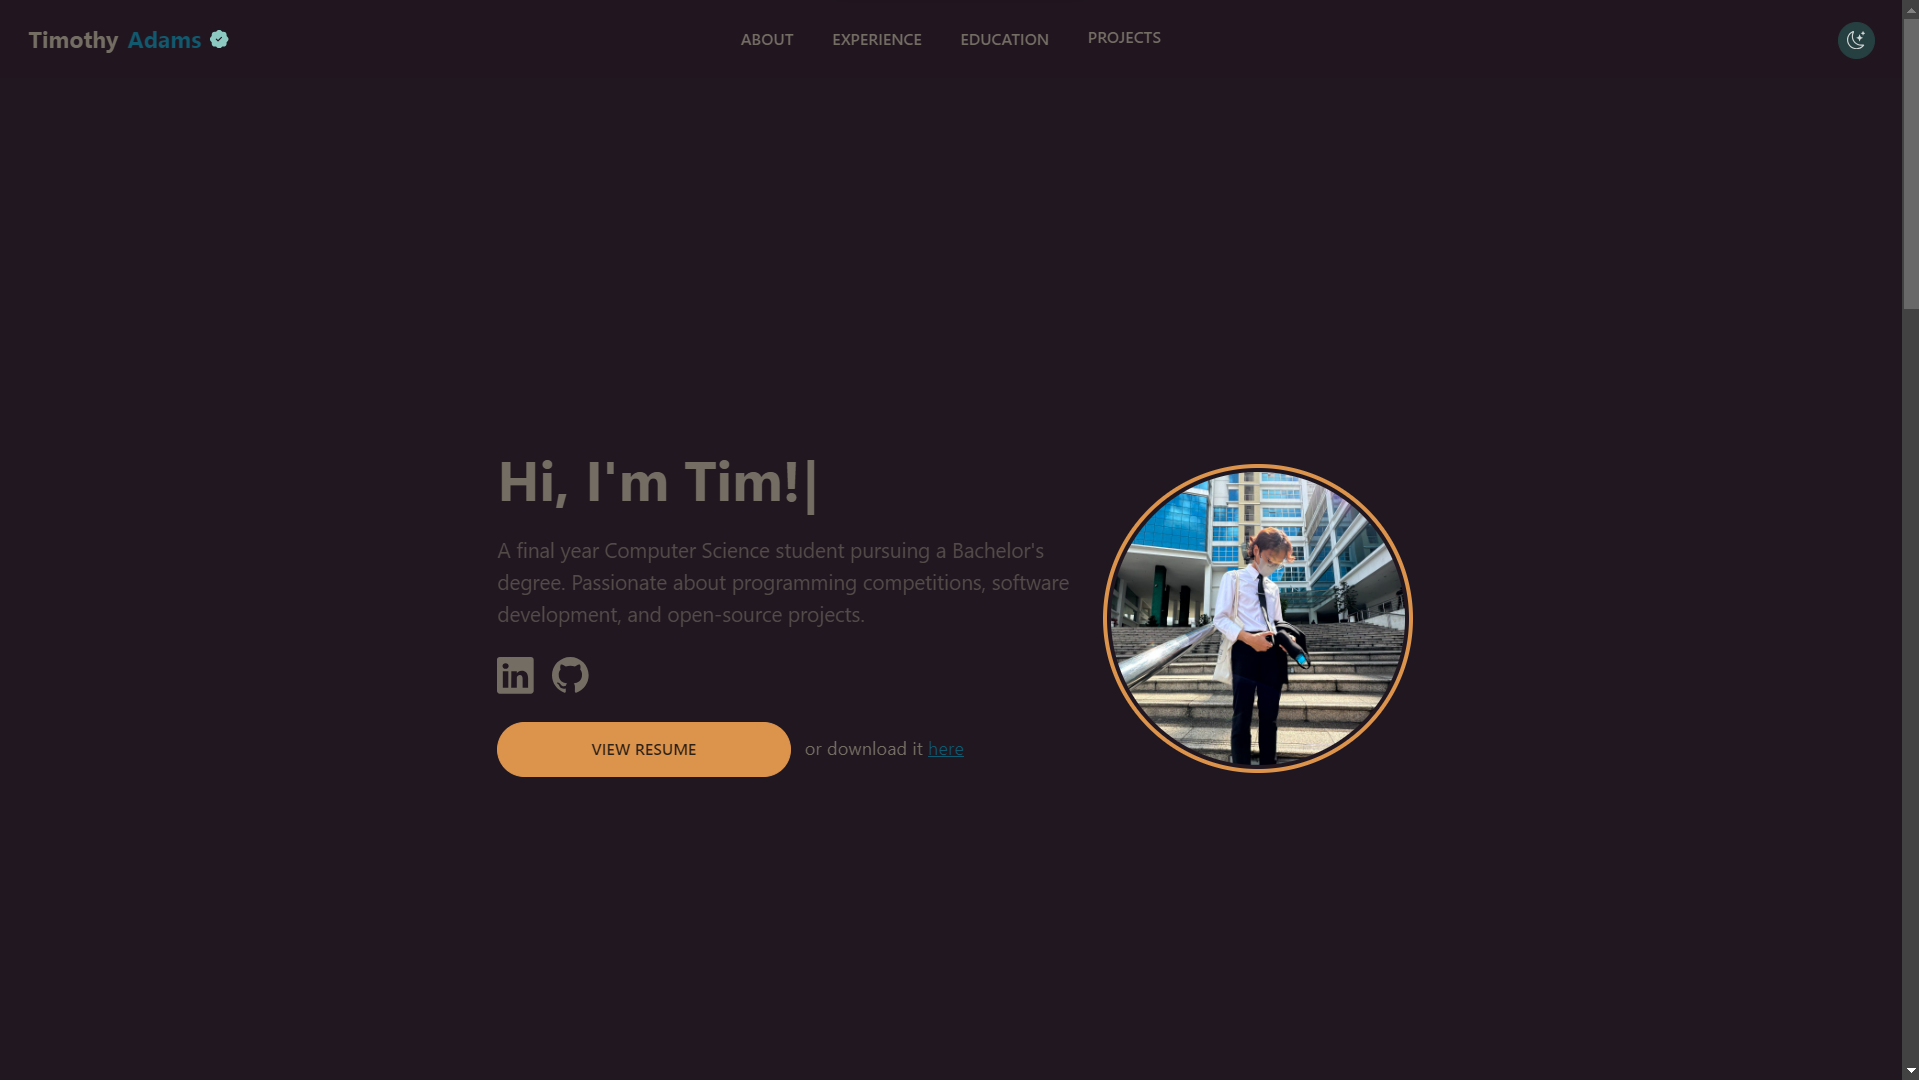 Timothy Adams
ABOUT EXPERIENCE EDUCATION PROJECTS
Hi, I'm Tim!|
A final year Computer Science student pursuing a Bachelor's
degree. Passionate about programming competitions, software
development, and open-source projects.
in
VIEW RESUME or download it here